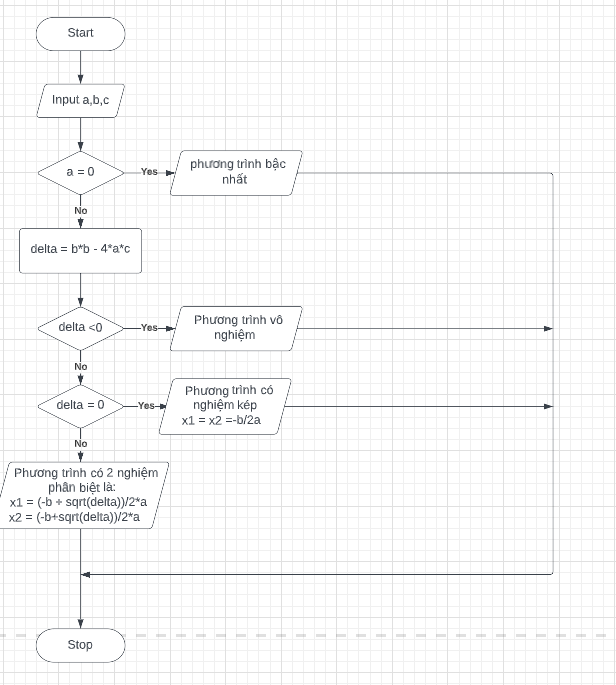 Start
Input a,b,c
a = 0
Yes
phương trình bậc
nhất
No
delta = b*b - 4*a*c
delta <0
Yes
Phương trình vô
nghiệm
No
delta = 0
Yes
Phương trình có
nghiệm kép
x1 = x2 =-b/2a
No
Phương trình có 2 nghiệm
phân biệt là:
x1 = (-b + sqrt(delta))/2*a
x2 = (-b+sqrt(delta))/2*a
Stop